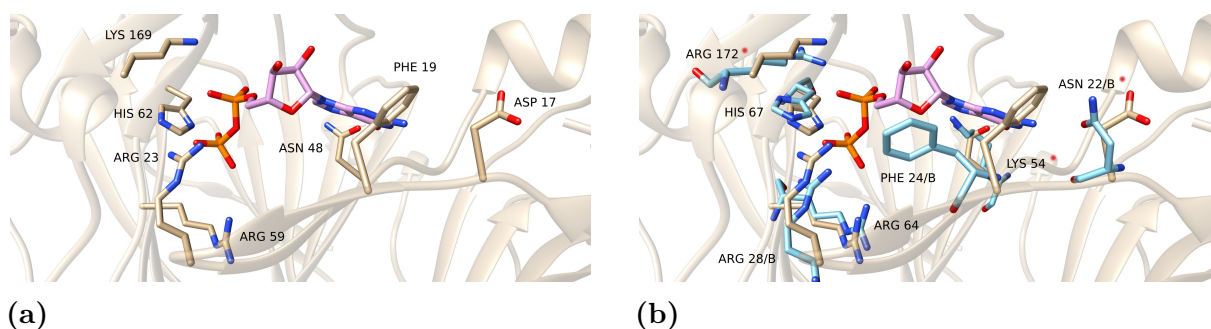 LYS 169
PHE 19
ASP 17
HIS 62
ARG 23
ASN 48
ARG 59
(a)
ARG 172
ASN 22/B
HIS 67
LYS 54
PHE 24/B
ARG 64
ARG 28/B
(b)